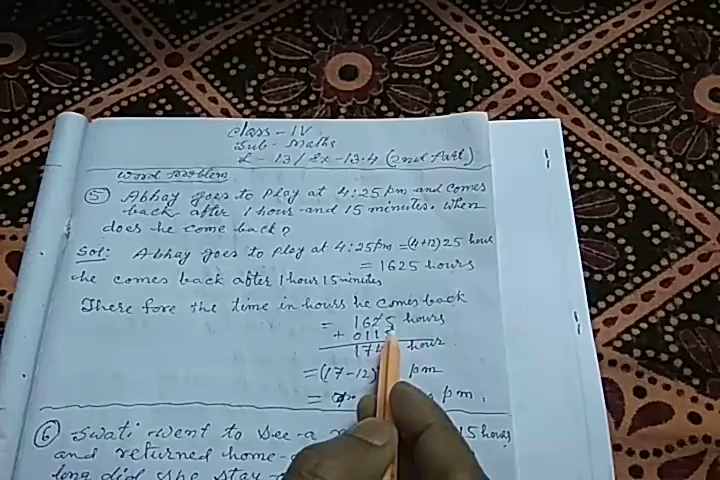 Class - IV
Sub - Maths
L - 13 / Ex - 13.4 (2nd Part)
Word Problem
(5) Abhay goes to play at 4:25 pm and comes
back after 1 hour and 15 minutes. When
does he come back?
Sol: Abhay goes to play at 4:25pm = (4+12) 25 hour
= 1625 hours
he comes back after 1 hour 15 minutes
There fore the time in hours he comes back
= 1625 hours
+ 011
174 hour.
= (17-12) pm
= pm.
(6) Swati went to see a 15 hours
and returned home
long did she stay